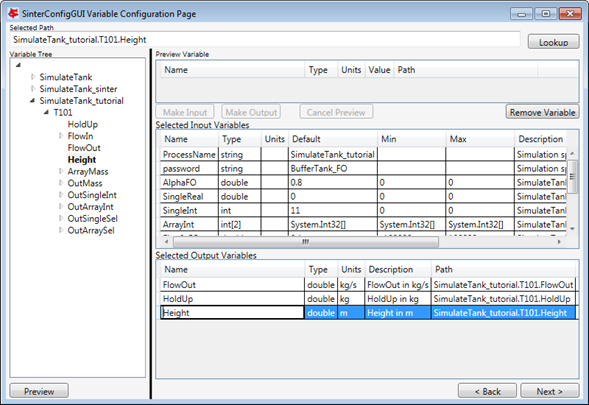 SinterConfigGUI Variable Configuration Page
Selected Path
SimulateTank_tutorial.T101.Height
Lookup
Variable Tree
SimulateTank
SimulateTank_sinter
SimulateTank_tutorial
T101
HoldUp
FlowIn
FlowOut
Height
ArrayMass
OutMass
OutSingleInt
OutArrayInt
OutSingleSel
OutArraySel
Preview Variable
Name Type Units Value Path
Make Input Make Output Cancel Preview Remove Variable
Selected Input Variables
Name Type Units Default Min Max Description
ProcessName string SimulateTank_tutorial Simulation sp
password string BufferTank_FO Simulation sp
AlphaFO double 0.8 0 0 SimulateTank
SingleReal double 0 0 0 SimulateTank
SingleInt int 11 0 0 SimulateTank
ArrayInt int[2] System.Int32[] System.Int32[] System.Int32[] SimulateTank
Selected Output Variables
Name Type Units Description Path
FlowOut double kg/s FlowOut in kg/s SimulateTank_tutorial.T101.FlowOut
HoldUp double kg HoldUp in kg SimulateTank_tutorial.T101.HoldUp
Height double m Height in m SimulateTank_tutorial.T101.Height
Preview < Back Next >